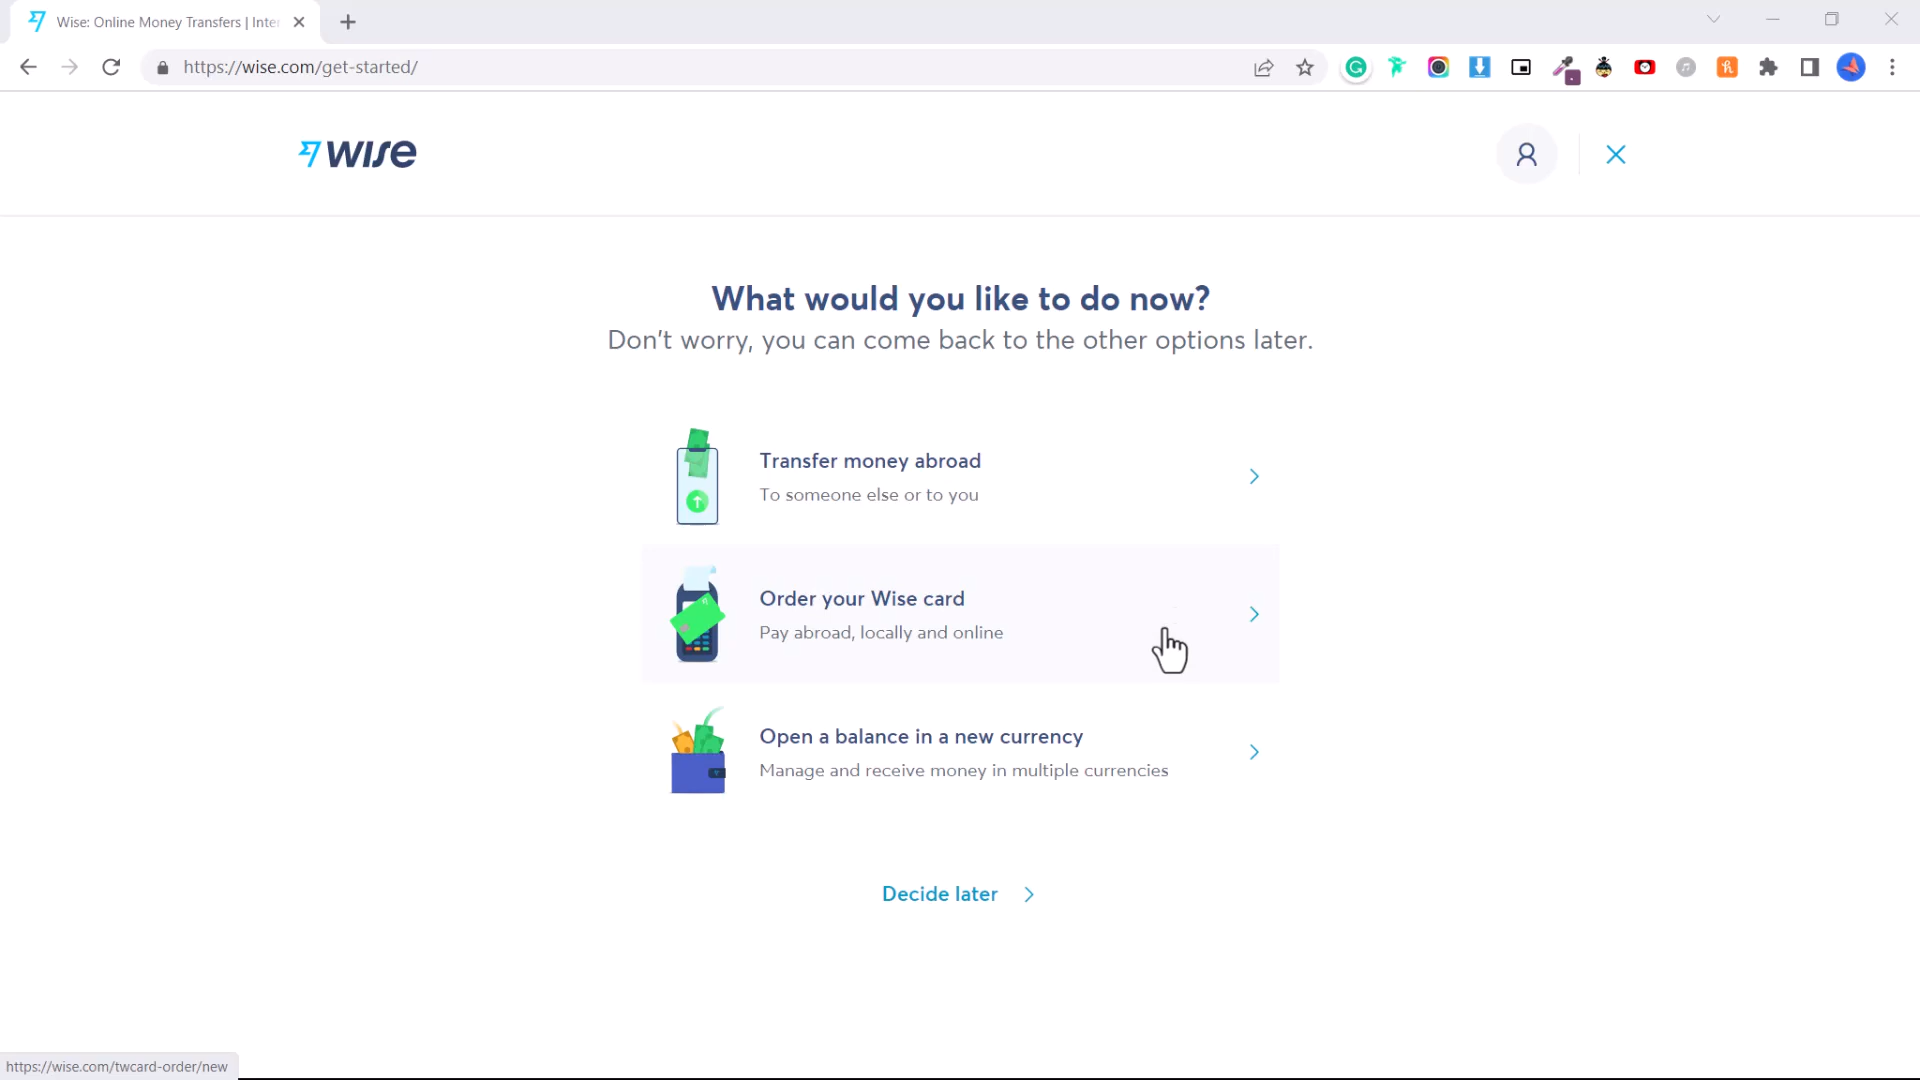 Wise: Online Money Transfers | Inte
https://wise.com/get-started/
WISE
What would you like to do now?
Don't worry, you can come back to the other options later.
Transfer money abroad
To someone else or to you
Order your Wise card
Pay abroad, locally and online
Open a balance in a new currency
Manage and receive money in multiple currencies
Decide later
https://wise.com/twcard-order/new